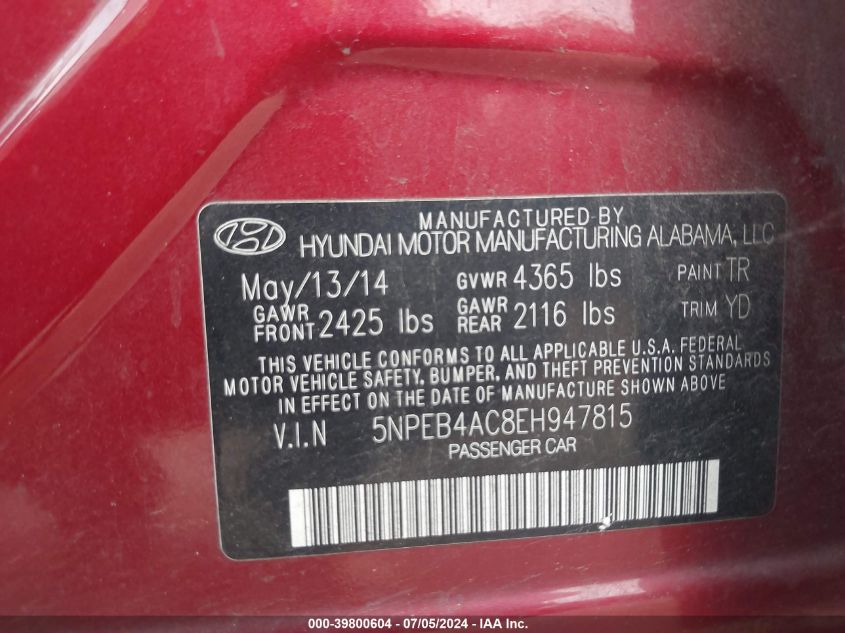 MANUFACTURED BY
HYUNDAI MOTOR MANUFACTURING ALABAMA, LLC
May/13/14 GVWR 4365 lbs PAINT TR
GAWR FRONT 2425 lbs GAWR REAR 2116 lbs TRIM YD
THIS VEHICLE CONFORMS TO ALL APPLICABLE U.S.A. FEDERAL
MOTOR VEHICLE SAFETY, BUMPER, AND THEFT PREVENTION STANDARDS
IN EFFECT ON THE DATE OF MANUFACTURE SHOWN ABOVE
V.I.N 5NPEB4AC8EH947815
PASSENGER CAR
000-39800604 - 07/05/2024 - IAA Inc.